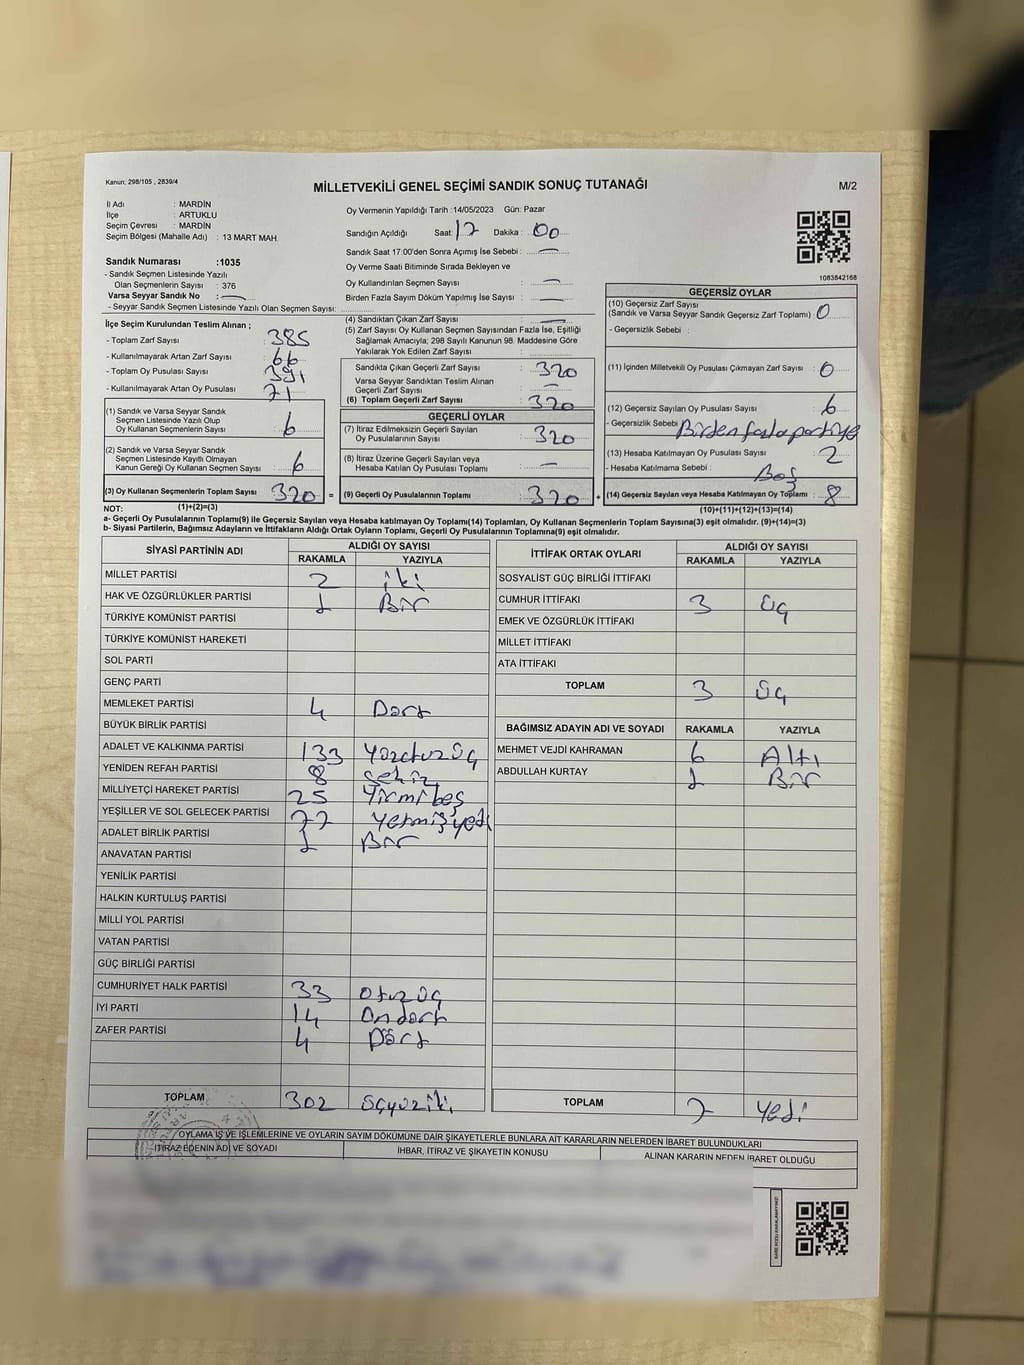 Kanun: 298/105 , 2839/4
MİLLETVEKİLİ GENEL SEÇİMİ SANDIK SONUÇ TUTANAĞI
M/2
İl Adı : MARDİN
İlçe : ARTUKLU
Seçim Çevresi : MARDİN
Seçim Bölgesi (Mahalle Adı) : 13 MART MAH.
Sandık Numarası :1035
- Sandık Seçmen Listesinde Yazılı
Olan Seçmenlerin Sayısı : 376
Varsa Seyyar Sandık No : —
- Seyyar Sandık Seçmen Listesinde Yazılı Olan Seçmen Sayısı:
Oy Vermenin Yapıldığı Tarih :14/05/2023 Gün: Pazar
Sandığın Açıldığı Saat: 17 Dakika : 00
Sandık Saat 17:00'den Sonra Açımış İse Sebebi : —
Oy Verme Saati Bitiminde Sırada Bekleyen ve
Oy Kullandırılan Seçmen Sayısı : —
Birden Fazla Sayım Döküm Yapılmış İse Sayısı : —
1083842168
İlçe Seçim Kurulundan Teslim Alınan ;
- Toplam Zarf Sayısı : 385
- Kullanılmayarak Artan Zarf Sayısı : 66
- Toplam Oy Pusulası Sayısı : 391
- Kullanılmayarak Artan Oy Pusulası : 71
(1) Sandık ve Varsa Seyyar Sandık
Seçmen Listesinde Yazılı Olup
Oy Kullanan Seçmenlerin Sayısı : 6
(2) Sandık ve Varsa Seyyar Sandık
Seçmen Listesinde Kayıtlı Olmayan
Kanun Gereği Oy Kullanan Seçmen Sayısı : 6
(3) Oy Kullanan Seçmenlerin Toplam Sayısı 320 =
(4) Sandıktan Çıkan Zarf Sayısı : —
(5) Zarf Sayısı Oy Kullanan Seçmen Sayısından Fazla İse, Eşitliği
Sağlamak Amacıyla; 298 Sayılı Kanunun 98. Maddesine Göre
Yakılarak Yok Edilen Zarf Sayısı :
Sandıkta Çıkan Geçerli Zarf Sayısı : 320
Varsa Seyyar Sandıktan Teslim Alınan
Geçerli Zarf Sayısı : —
(6) Toplam Geçerli Zarf Sayısı : 320
GEÇERLİ OYLAR
(7) İtiraz Edilmeksizin Geçerli Sayılan
Oy Pusulalarının Sayısı : 320
(8) İtiraz Üzerine Geçerli Sayılan veya
Hesaba Katılan Oy Pusulası Toplamı : —
(9) Geçerli Oy Pusulalarının Toplamı : 320 +
GEÇERSİZ OYLAR
(10) Geçersiz Zarf Sayısı
(Sandık ve Varsa Seyyar Sandık Geçersiz Zarf Toplamı) : 0
- Geçersizlik Sebebi :
(11) İçinden Milletvekili Oy Pusulası Çıkmayan Zarf Sayısı : 0
(12) Geçersiz Sayılan Oy Pusulası Sayısı : 6
- Geçersizlik Sebebi : Birden fazla partiye
(13) Hesaba Katılmayan Oy Pusulası Sayısı : 2
- Hesaba Katılmama Sebebi : Boş
(14) Geçersiz Sayılan veya Hesaba Katılmayan Oy Toplamı : 8
NOT: (1)+(2)=(3) (10)+(11)+(12)+(13)=(14)
a- Geçerli Oy Pusulalarının Toplamı(9) ile Geçersiz Sayılan veya Hesaba katılmayan Oy Toplamı(14) Toplamları, Oy Kullanan Seçmenlerin Toplam Sayısına(3) eşit olmalıdır. (9)+(14)=(3)
b- Siyasi Partilerin, Bağımsız Adayların ve İttifakların Aldığı Ortak Oyların Toplamı, Geçerli Oy Pusulalarının Toplamına(9) eşit olmalıdır.
SİYASİ PARTİNİN ADI ALDIĞI OY SAYISI
RAKAMLA YAZIYLA
MİLLET PARTİSİ 2 iki
HAK VE ÖZGÜRLÜKLER PARTİSİ 1 Bir
TÜRKİYE KOMÜNİST PARTİSİ
TÜRKİYE KOMÜNİST HAREKETİ
SOL PARTİ
GENÇ PARTİ
MEMLEKET PARTİSİ 4 Dört
BÜYÜK BİRLİK PARTİSİ
ADALET VE KALKINMA PARTİSİ 133 Yüzotuzüç
YENİDEN REFAH PARTİSİ 8 Sekiz
MİLLİYETÇİ HAREKET PARTİSİ 25 Yirmibeş
YEŞİLLER VE SOL GELECEK PARTİSİ 77 Yetmişyedi
ADALET BİRLİK PARTİSİ 1 Bir
ANAVATAN PARTİSİ
YENİLİK PARTİSİ
HALKIN KURTULUŞ PARTİSİ
MİLLİ YOL PARTİSİ
VATAN PARTİSİ
GÜÇ BİRLİĞİ PARTİSİ
CUMHURİYET HALK PARTİSİ 33 Otuzüç
İYİ PARTİ 14 Ondört
ZAFER PARTİSİ 4 Dört
TOPLAM 302 üçyüziki
İTTİFAK ORTAK OYLARI ALDIĞI OY SAYISI
RAKAMLA YAZIYLA
SOSYALİST GÜÇ BİRLİĞİ İTTİFAKI
CUMHUR İTTİFAKI 3 üç
EMEK VE ÖZGÜRLÜK İTTİFAKI
MİLLET İTTİFAKI
ATA İTTİFAKI
TOPLAM 3 üç
BAĞIMSIZ ADAYIN ADI VE SOYADI RAKAMLA YAZIYLA
MEHMET VEJDİ KAHRAMAN 6 Altı
ABDULLAH KURTAY 1 Bir
TOPLAM 7 Yedi
OYLAMA İŞ VE İŞLEMLERİNE VE OYLARIN SAYIM DÖKÜMÜNE DAİR ŞİKAYETLERLE BUNLARA AİT KARARLARIN NELERDEN İBARET BULUNDUKLARI
İTİRAZ EDENİN ADI VE SOYADI İHBAR, İTİRAZ VE ŞİKAYETİN KONUSU ALINAN KARARIN NEDEN İBARET OLDUĞU